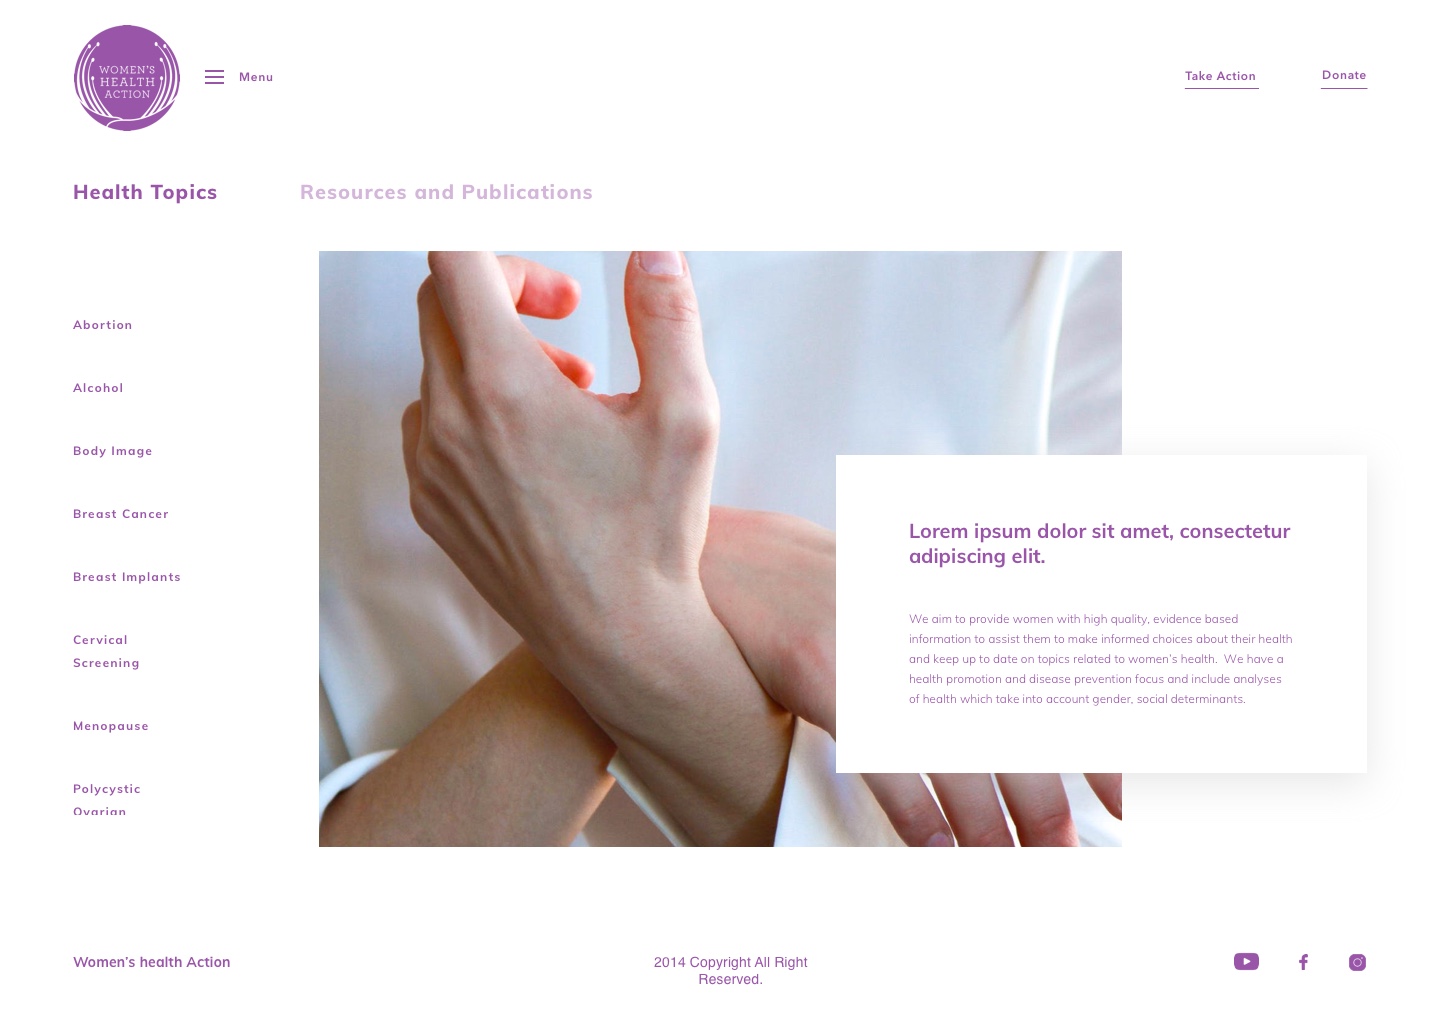 WOMEN'S
HEALTH
ACTION
Menu
Take Action
Donate
Health Topics
Resources and Publications
Abortion
Alcohol
Body Image
Breast Cancer
Breast Implants
Cervical
Screening
Menopause
Polycystic
Ovarian
Lorem ipsum dolor sit amet, consectetur
adipiscing elit.
We aim to provide women with high quality, evidence based
information to assist them to make informed choices about their health
and keep up to date on topics related to women's health.  We have a
health promotion and disease prevention focus and include analyses
of health which take into account gender, social determinants.
Women's health Action
2014 Copyright All Right
Reserved.